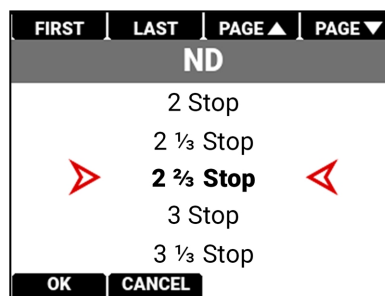 FIRST LAST PAGE▲ PAGE▼
ND
2 Stop
2 ⅓ Stop
2 ⅔ Stop
3 Stop
3 ⅓ Stop
OK CANCEL